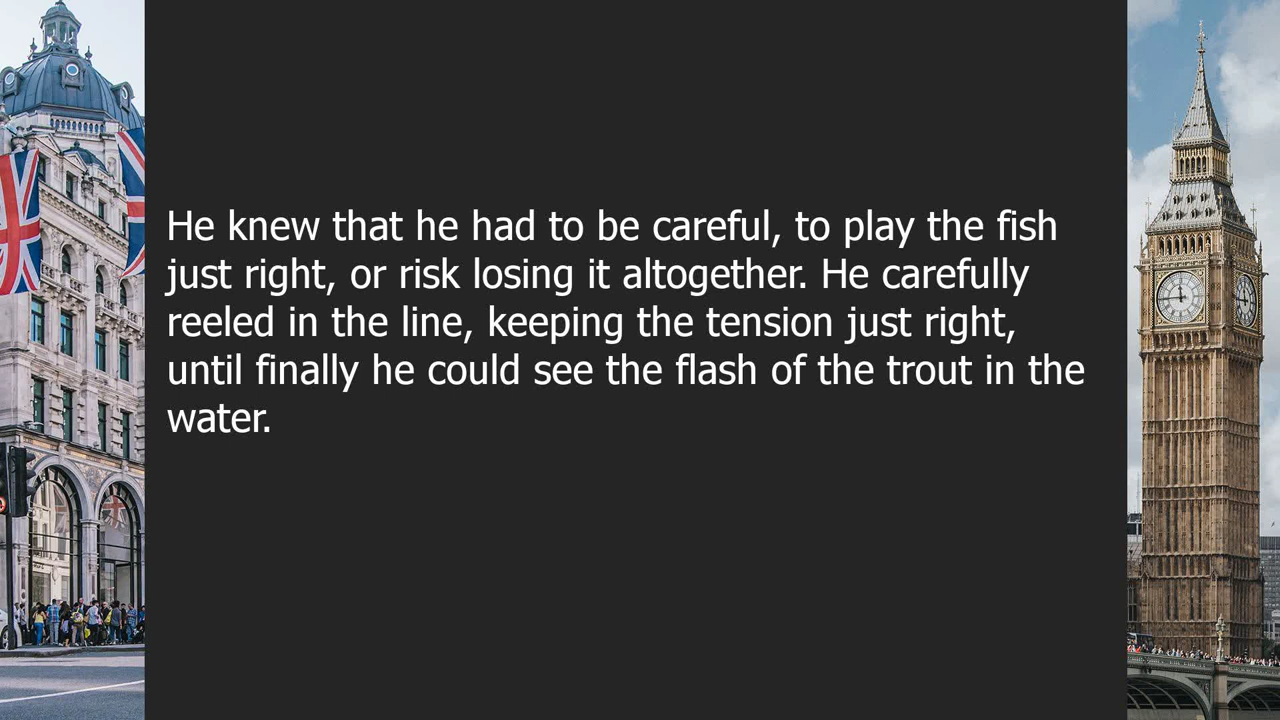 He knew that he had to be careful, to play the fish
just right, or risk losing it altogether. He carefully
reeled in the line, keeping the tension just right,
until finally he could see the flash of the trout in the
water.